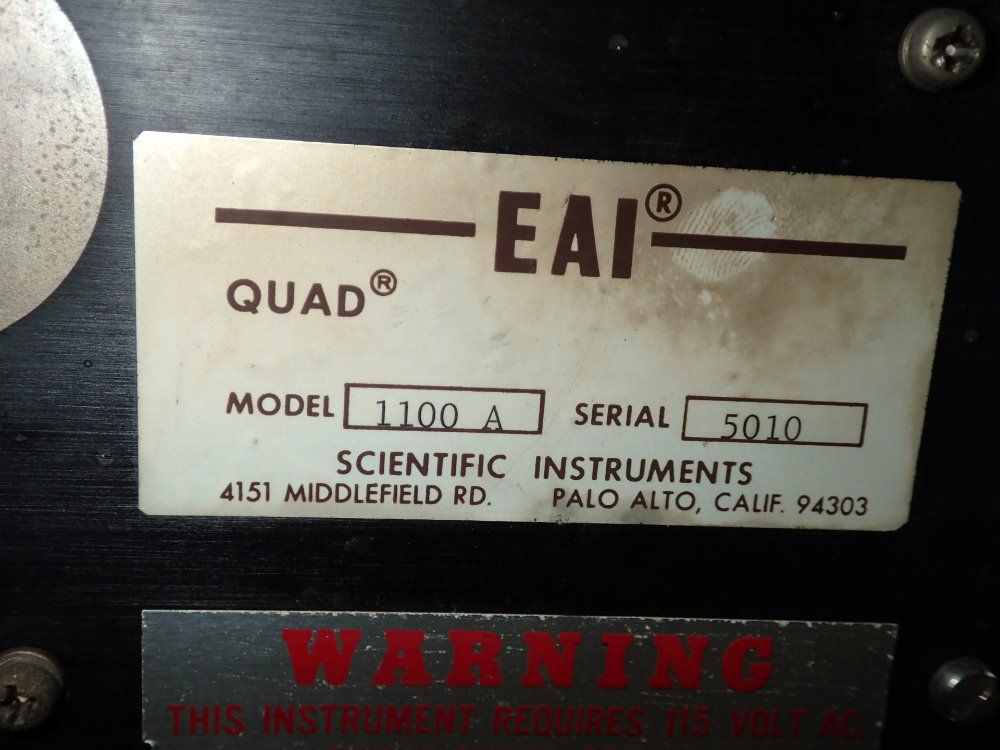 EAI®
QUAD®
MODEL 1100 A SERIAL 5010
SCIENTIFIC INSTRUMENTS
4151 MIDDLEFIELD RD. PALO ALTO, CALIF. 94303
WARNING
THIS INSTRUMENT REQUIRES 115 VOLT AC.